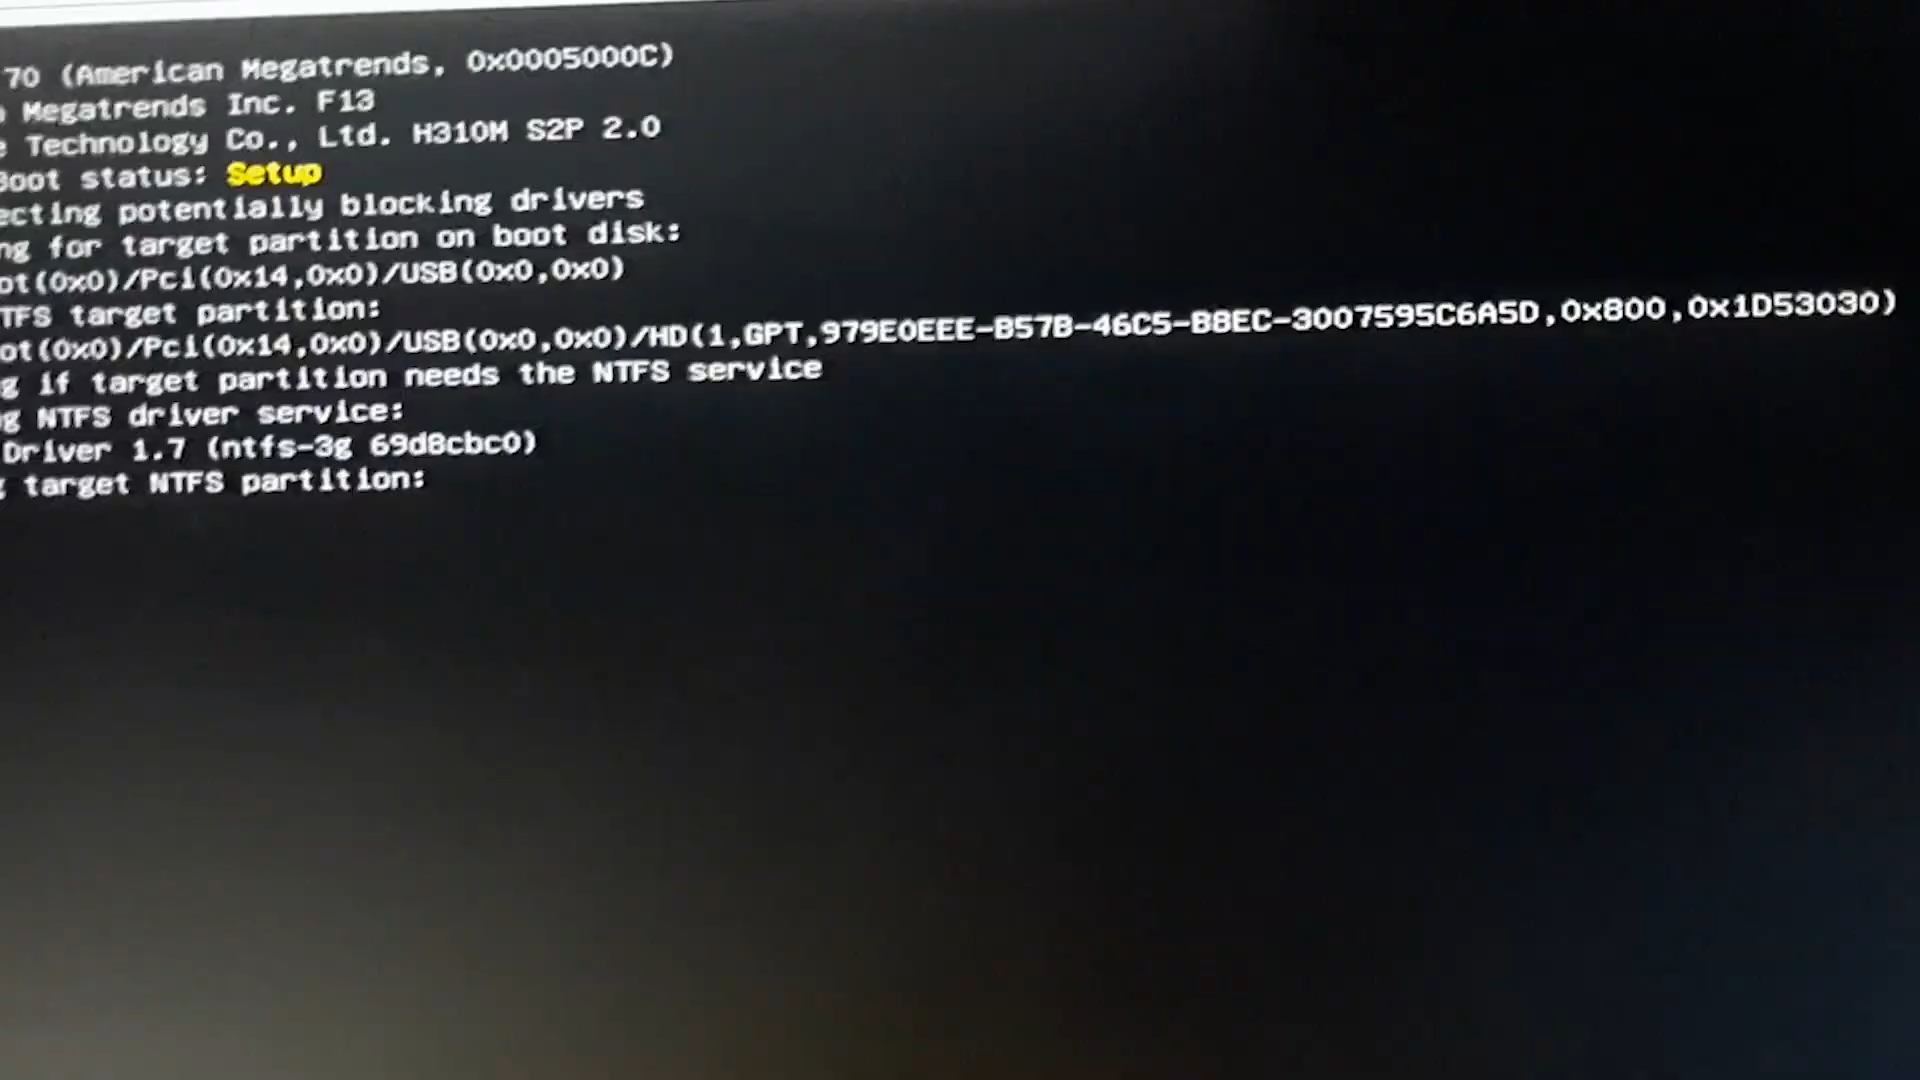 70 (American Megatrends, 0x0005000C)
Megatrends Inc. F13
Technology Co., Ltd. H310M S2P 2.0
Boot status: Setup
ecting potentially blocking drivers
ng for target partition on boot disk:
ot(0x0)/Pci(0x14,0x0)/USB(0x0,0x0)
TFS target partition:
ot(0x0)/Pci(0x14,0x0)/USB(0x0,0x0)/HD(1,GPT,979E0EEE-B57B-46C5-B8EC-3007595C6A5D,0x800,0x1D53030)
g if target partition needs the NTFS service
g NTFS driver service:
Driver 1.7 (ntfs-3g 69d8cbc0)
g target NTFS partition: